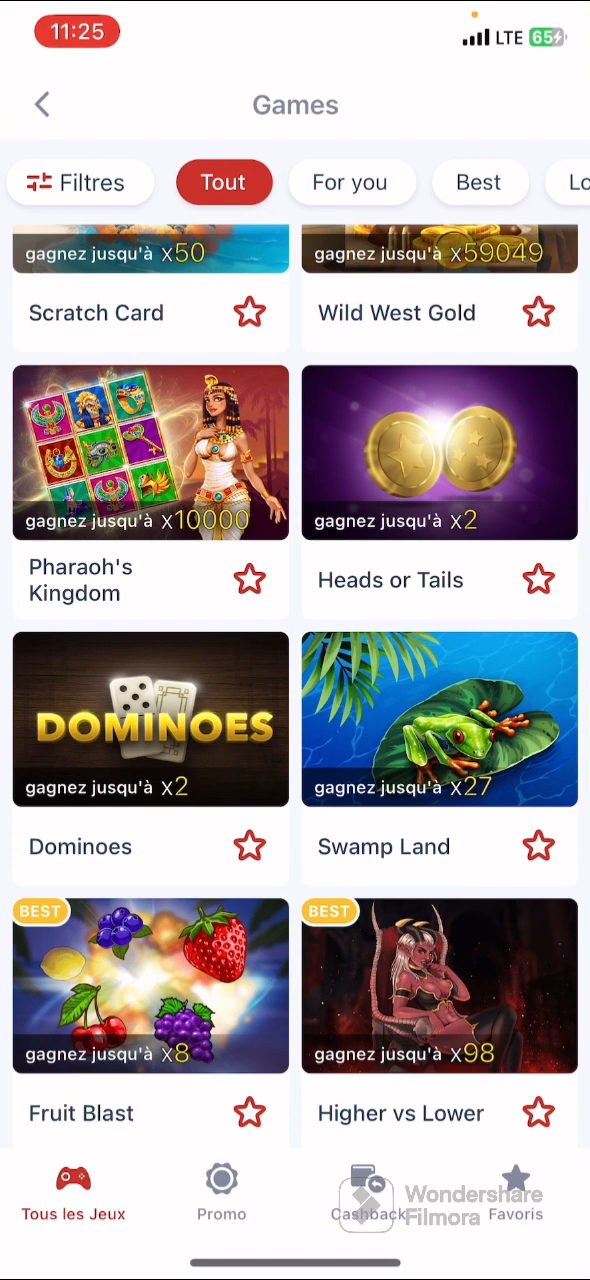 11:25
LTE 65
Games
Filtres
Tout
For you
Best
Lo
gagnez jusqu'à x50
gagnez jusqu'à x59049
Scratch Card
Wild West Gold
gagnez jusqu'à x10000
gagnez jusqu'à x2
Pharaoh's
Kingdom
Heads or Tails
DOMINOES
gagnez jusqu'à x2
gagnez jusqu'à x27
Dominoes
Swamp Land
BEST
BEST
gagnez jusqu'à x8
gagnez jusqu'à x98
Fruit Blast
Higher vs Lower
Tous les Jeux
Promo
Cashback
Favoris
Wondershare
Filmora